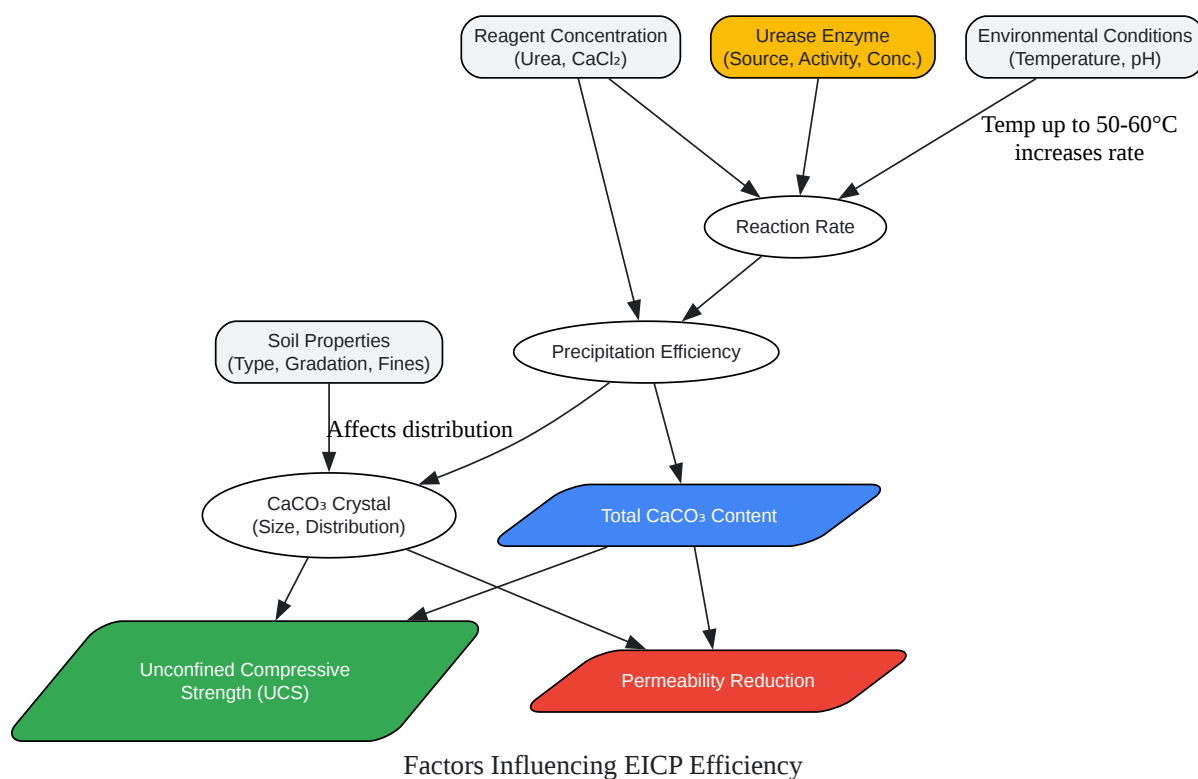 Reagent Concentration
(Urea, CaCl₂)
Urease Enzyme
(Source, Activity, Conc.)
Environmental Conditions
(Temperature, pH)
Temp up to 50-60°C
increases rate
Reaction Rate
Soil Properties
(Type, Gradation, Fines)
Precipitation Efficiency
Affects distribution
CaCO₃ Crystal
(Size, Distribution)
Total CaCO₃ Content
Unconfined Compressive
Strength (UCS)
Permeability Reduction
Factors Influencing EICP Efficiency